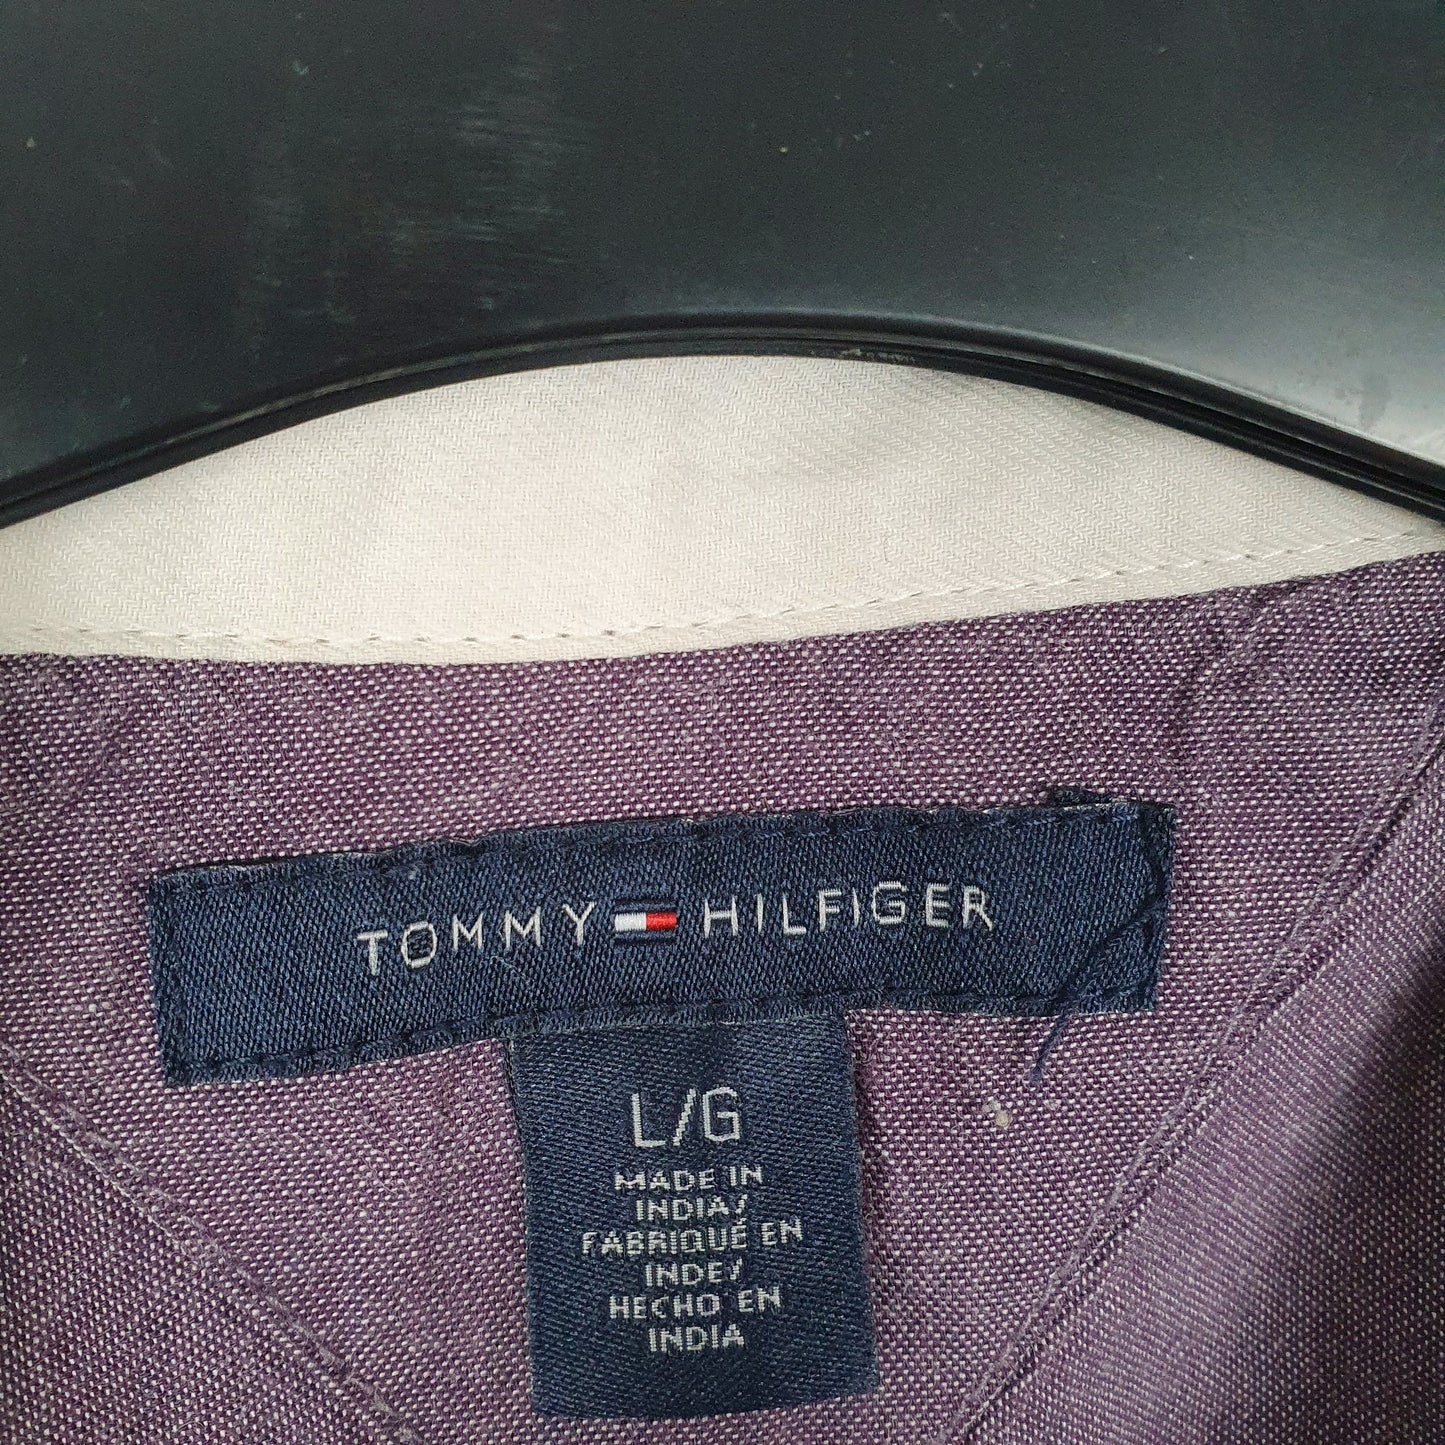 TOMMY HILFIGER
L/G
MADE IN
INDIA/
FABRIQUÉ EN
INDE/
HECHO EN
INDIA